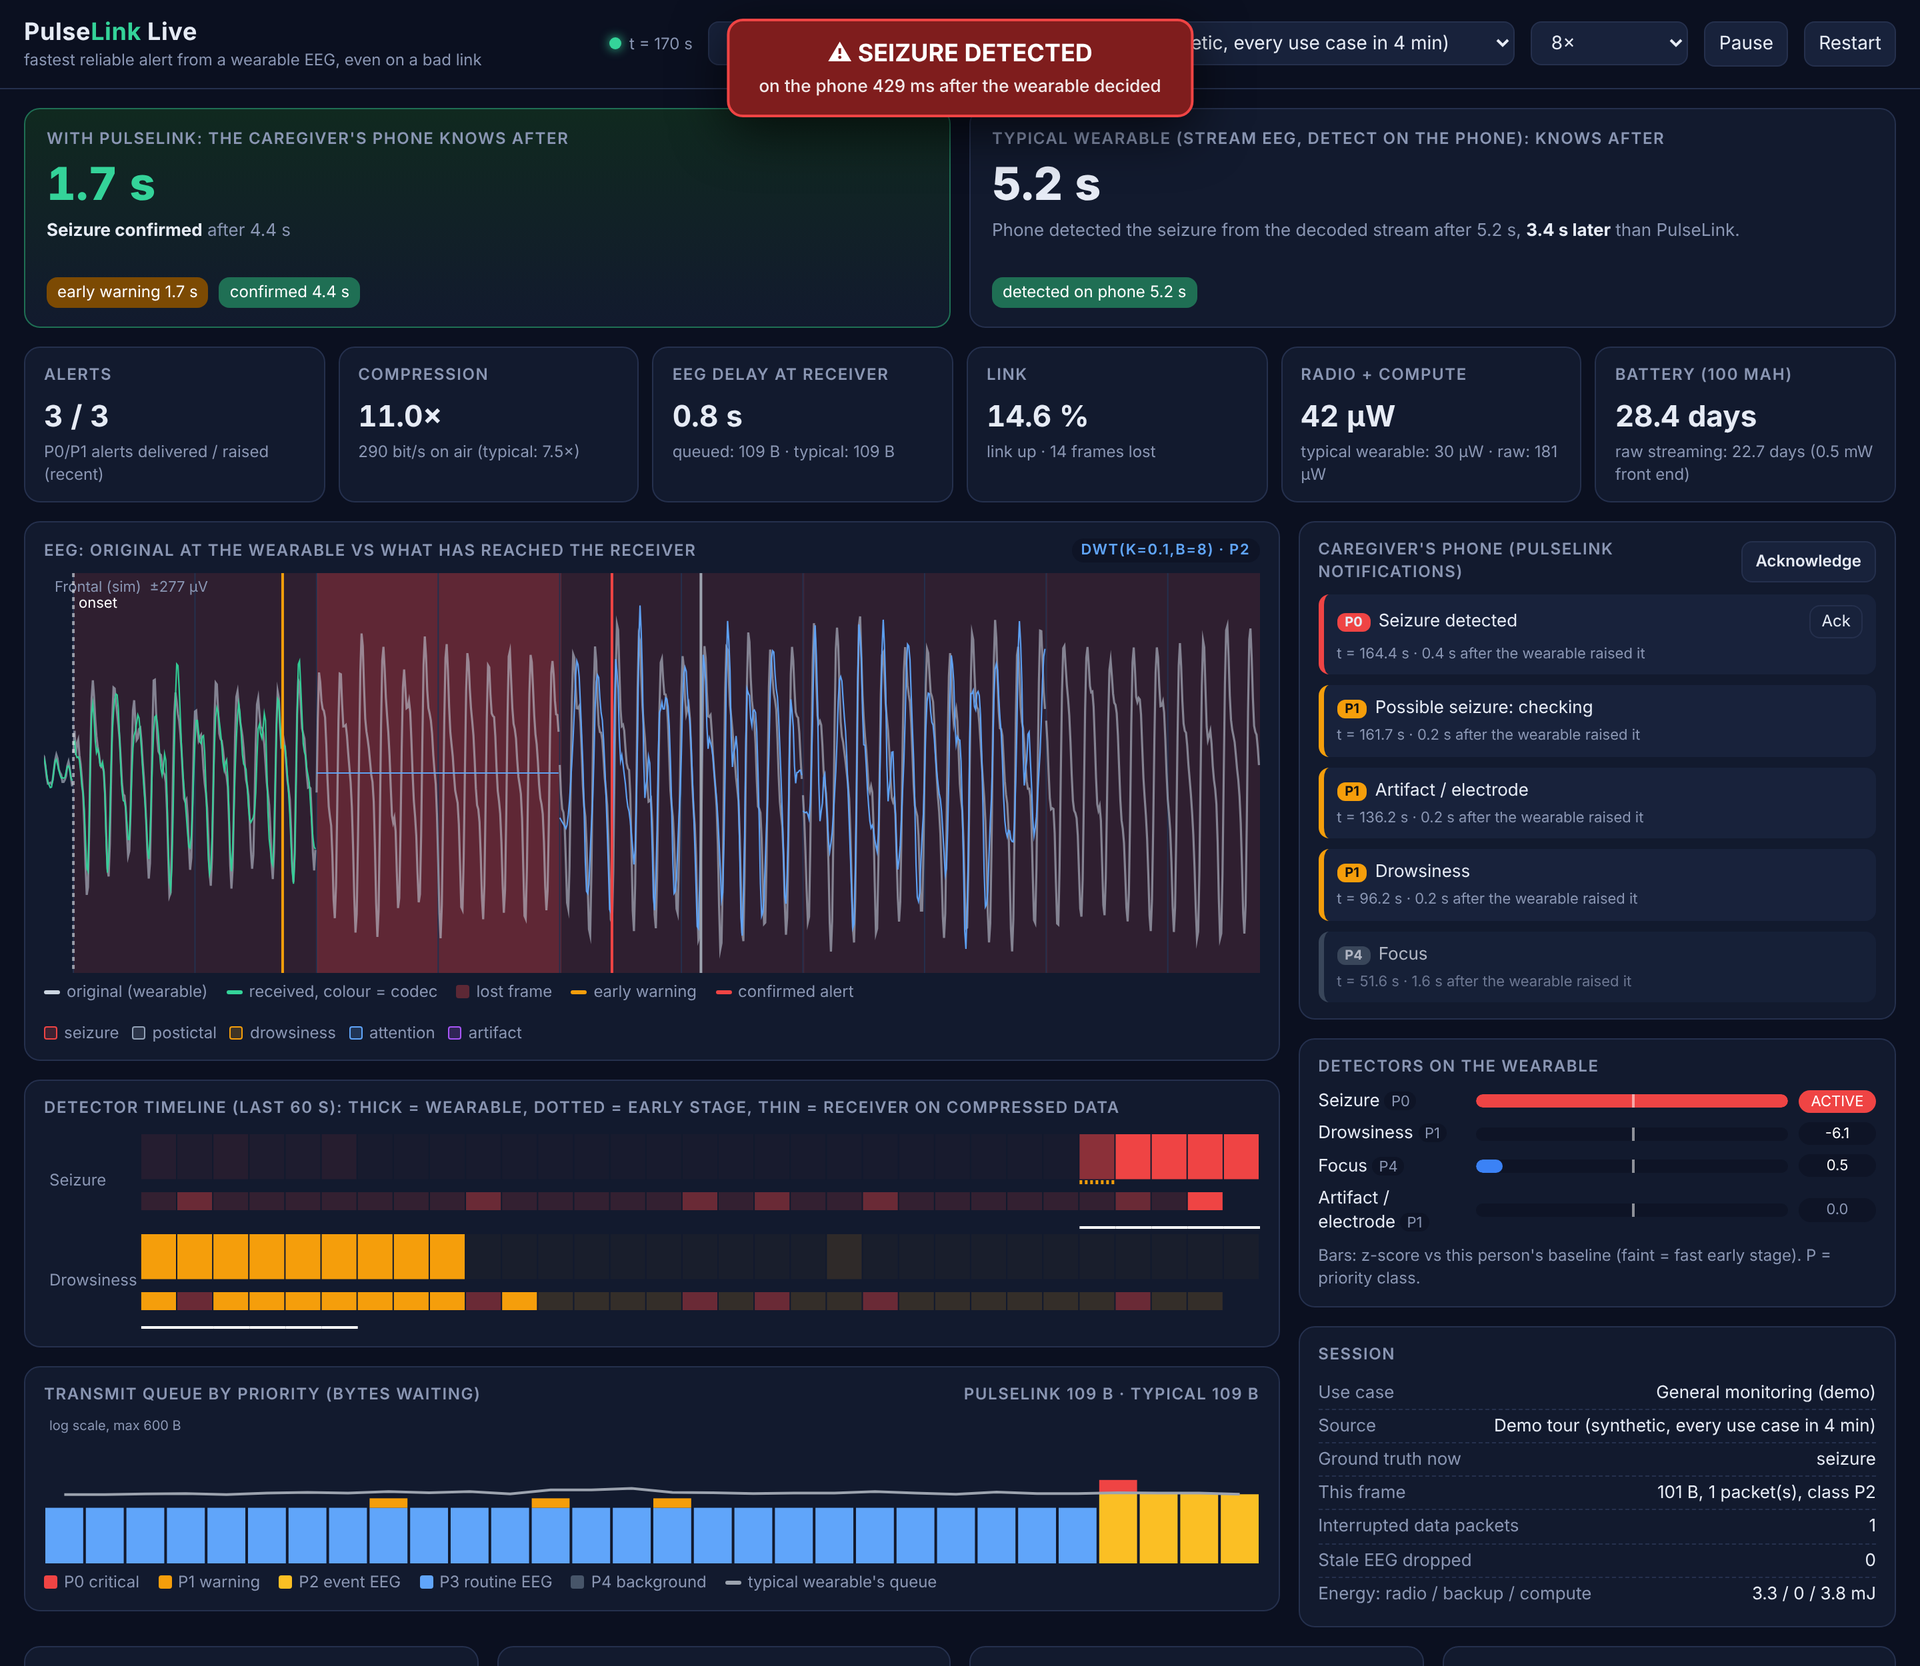 PulseLink Live
fastest reliable alert from a wearable EEG, even on a bad link
t = 170 s
etic, every use case in 4 min)
8×
Pause
Restart
⚠ SEIZURE DETECTED
on the phone 429 ms after the wearable decided
WITH PULSELINK: THE CAREGIVER'S PHONE KNOWS AFTER
1.7 s
Seizure confirmed after 4.4 s
early warning 1.7 s
confirmed 4.4 s
TYPICAL WEARABLE (STREAM EEG, DETECT ON THE PHONE): KNOWS AFTER
5.2 s
Phone detected the seizure from the decoded stream after 5.2 s, 3.4 s later than PulseLink.
detected on phone 5.2 s
ALERTS
3 / 3
P0/P1 alerts delivered / raised
(recent)
COMPRESSION
11.0×
290 bit/s on air (typical: 7.5×)
EEG DELAY AT RECEIVER
0.8 s
queued: 109 B · typical: 109 B
LINK
14.6 %
link up · 14 frames lost
RADIO + COMPUTE
42 µW
typical wearable: 30 µW · raw: 181
µW
BATTERY (100 MAH)
28.4 days
raw streaming: 22.7 days (0.5 mW
front end)
EEG: ORIGINAL AT THE WEARABLE VS WHAT HAS REACHED THE RECEIVER
DWT(K=0.1,B=8) · P2
Frontal (sim) ±277 µV
onset
original (wearable)
received, colour = codec
lost frame
early warning
confirmed alert
seizure
postictal
drowsiness
attention
artifact
CAREGIVER'S PHONE (PULSELINK
NOTIFICATIONS)
Acknowledge
P0 Seizure detected
Ack
t = 164.4 s · 0.4 s after the wearable raised it
P1 Possible seizure: checking
t = 161.7 s · 0.2 s after the wearable raised it
P1 Artifact / electrode
t = 136.2 s · 0.2 s after the wearable raised it
P1 Drowsiness
t = 96.2 s · 0.2 s after the wearable raised it
P4 Focus
t = 51.6 s · 1.6 s after the wearable raised it
DETECTOR TIMELINE (LAST 60 S): THICK = WEARABLE, DOTTED = EARLY STAGE, THIN = RECEIVER ON COMPRESSED DATA
Seizure
Drowsiness
DETECTORS ON THE WEARABLE
Seizure P0
ACTIVE
Drowsiness P1
-6.1
Focus P4
0.5
Artifact /
electrode P1
0.0
Bars: z-score vs this person's baseline (faint = fast early stage). P =
priority class.
TRANSMIT QUEUE BY PRIORITY (BYTES WAITING)
PULSELINK 109 B · TYPICAL 109 B
log scale, max 600 B
P0 critical
P1 warning
P2 event EEG
P3 routine EEG
P4 background
typical wearable's queue
SESSION
Use case
General monitoring (demo)
Source
Demo tour (synthetic, every use case in 4 min)
Ground truth now
seizure
This frame
101 B, 1 packet(s), class P2
Interrupted data packets
1
Stale EEG dropped
0
Energy: radio / backup / compute
3.3 / 0 / 3.8 mJ